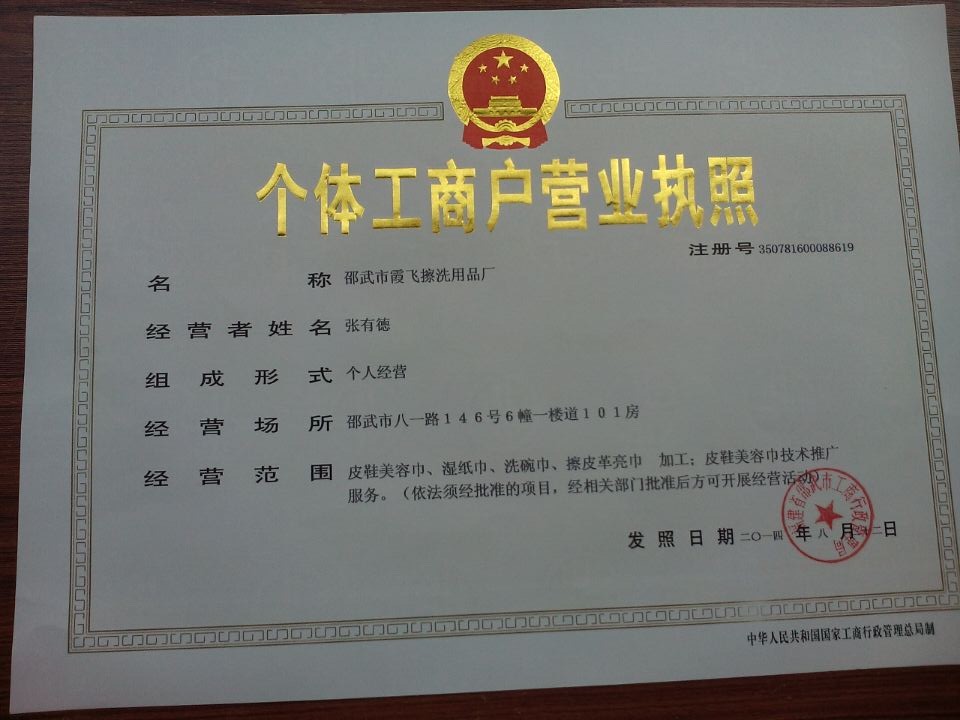 个体工商户营业执照
注册号 350781600088619
名称 邵武市霞飞擦洗用品厂
经营者姓名 张有德
组成形式 个人经营
经营场所 邵武市八一路146号6幢一楼道101房
经营范围 皮鞋美容巾、湿纸巾、洗碗巾、擦皮革亮巾 加工；皮鞋美容巾技术推广
服务。（依法须经批准的项目，经相关部门批准后方可开展经营活动）
发照日期 二〇一四年八月十二日
福建省邵武市工商行政管理局
中华人民共和国国家工商行政管理总局制